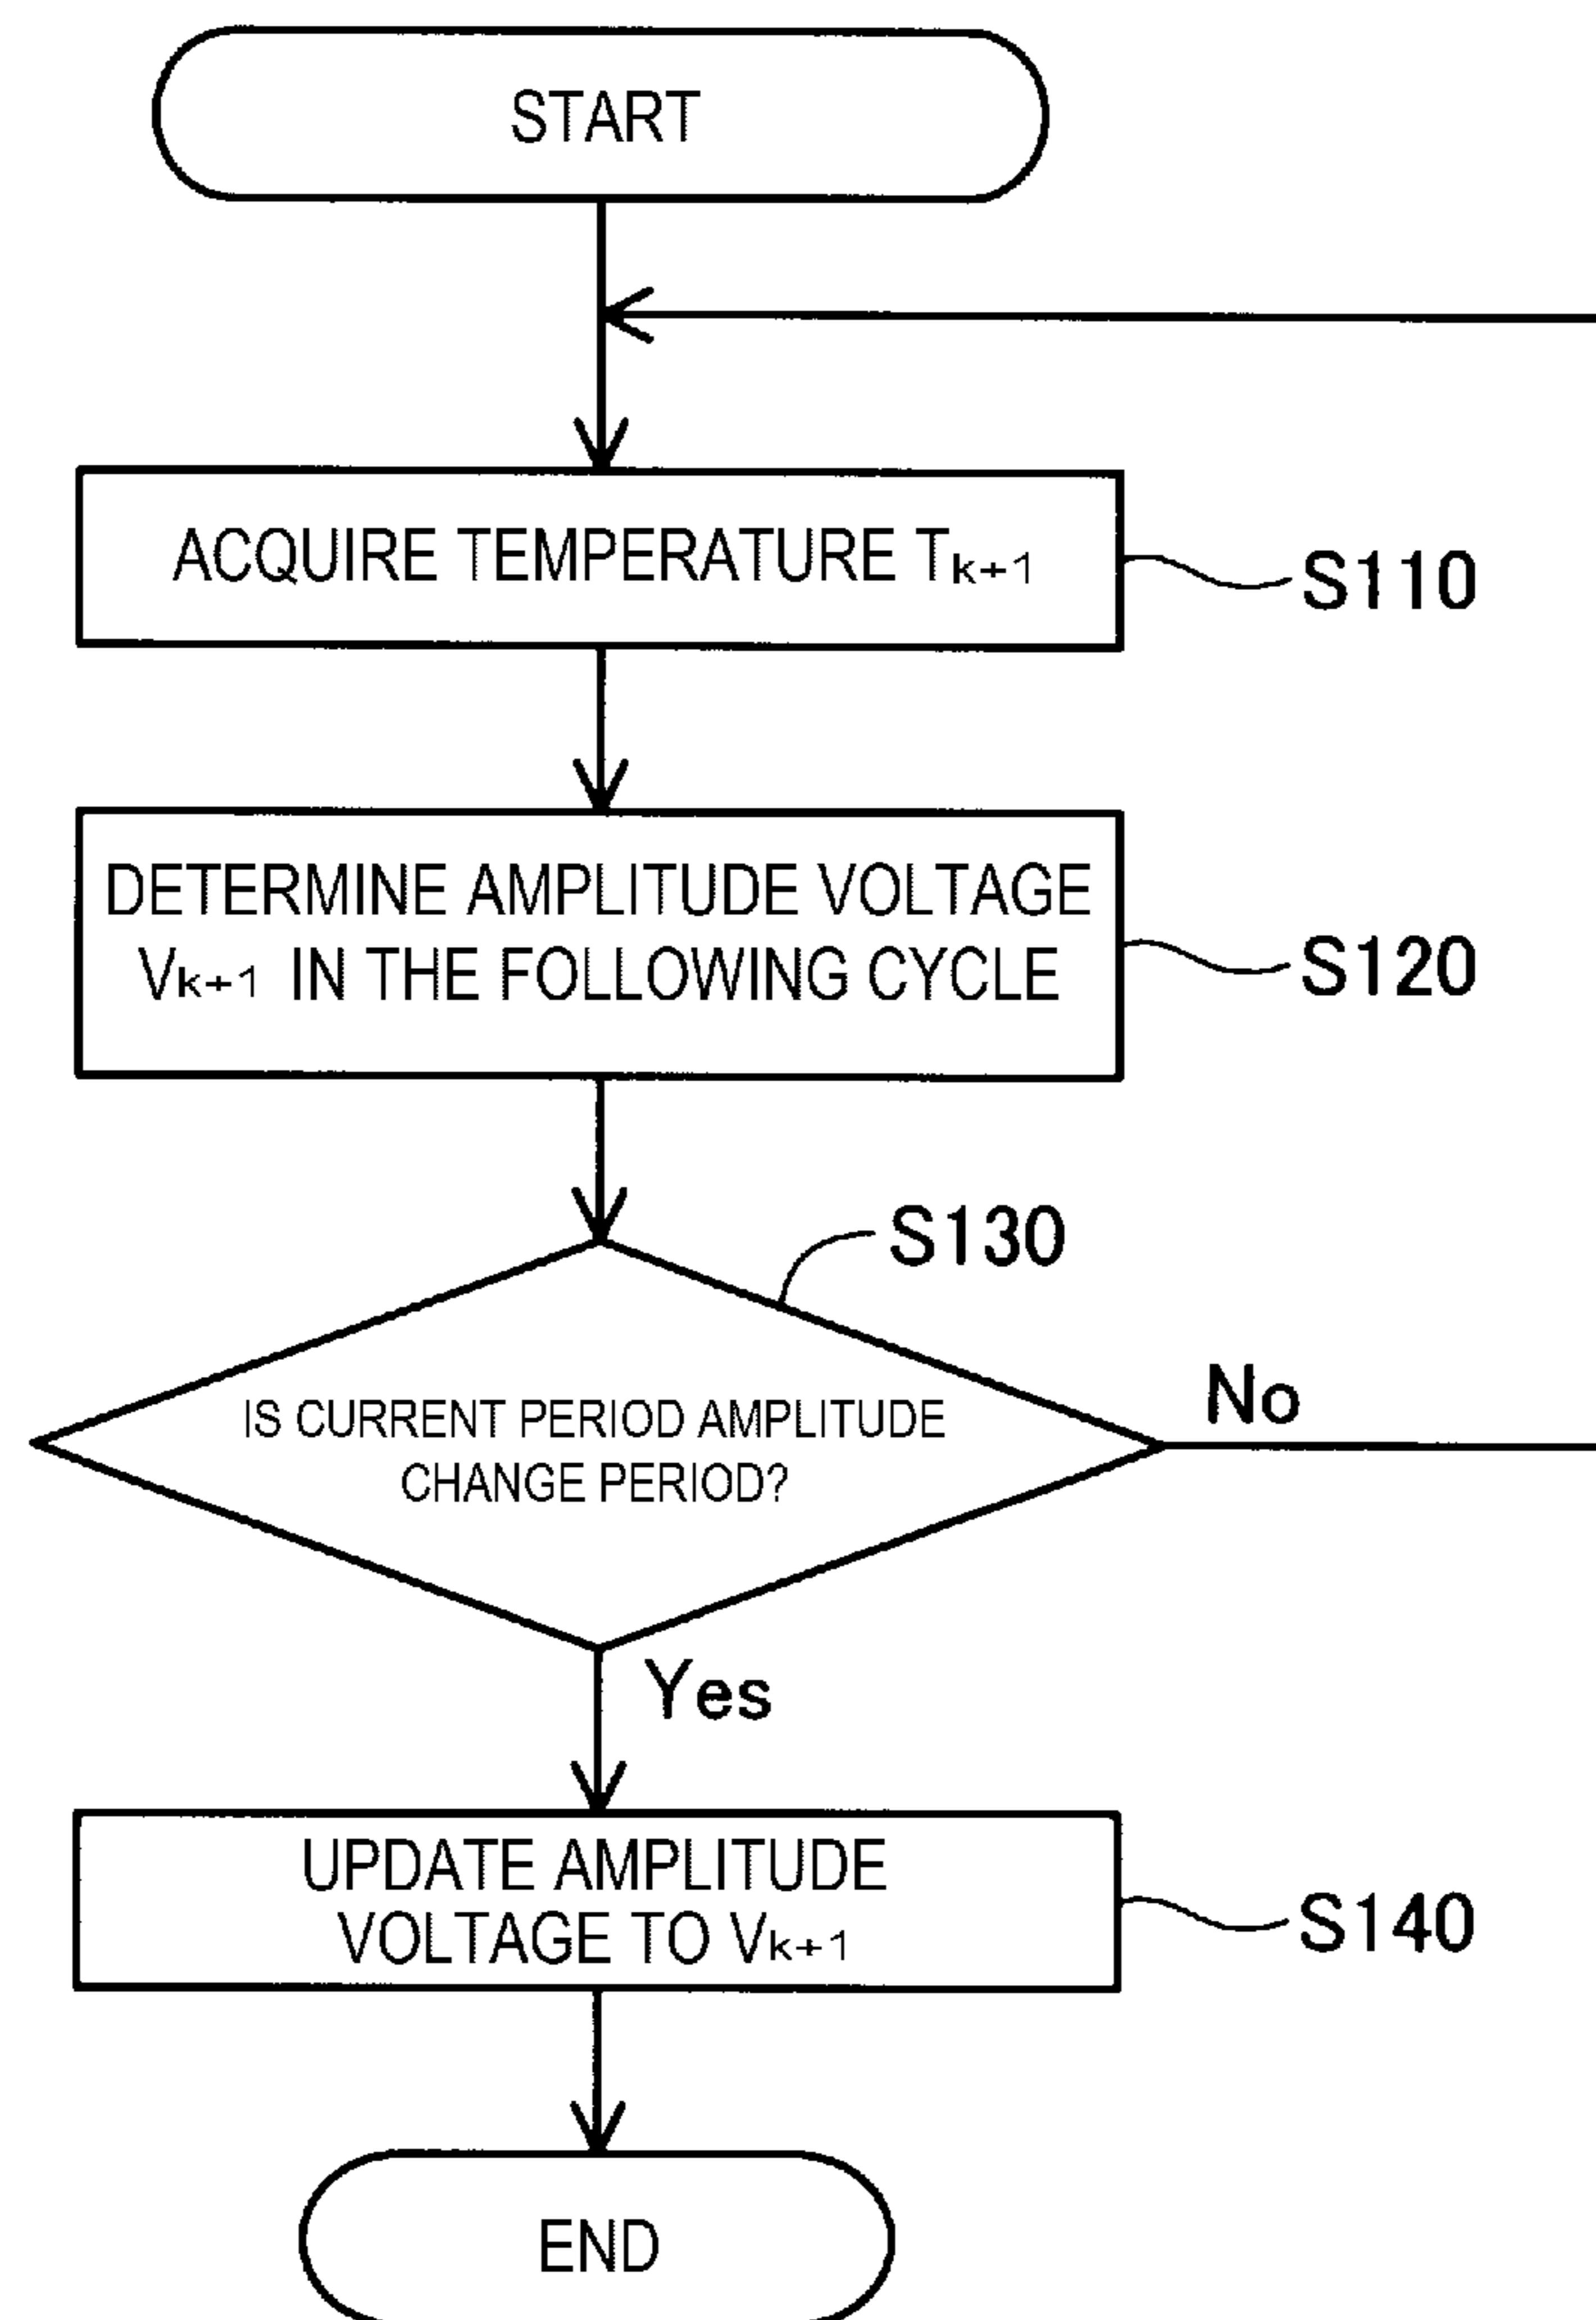 START
ACQUIRE TEMPERATURE Tk+1
S110
DETERMINE AMPLITUDE VOLTAGE
Vk+1 IN THE FOLLOWING CYCLE
S120
S130
IS CURRENT PERIOD AMPLITUDE
CHANGE PERIOD?
No
Yes
UPDATE AMPLITUDE
VOLTAGE TO Vk+1
S140
END